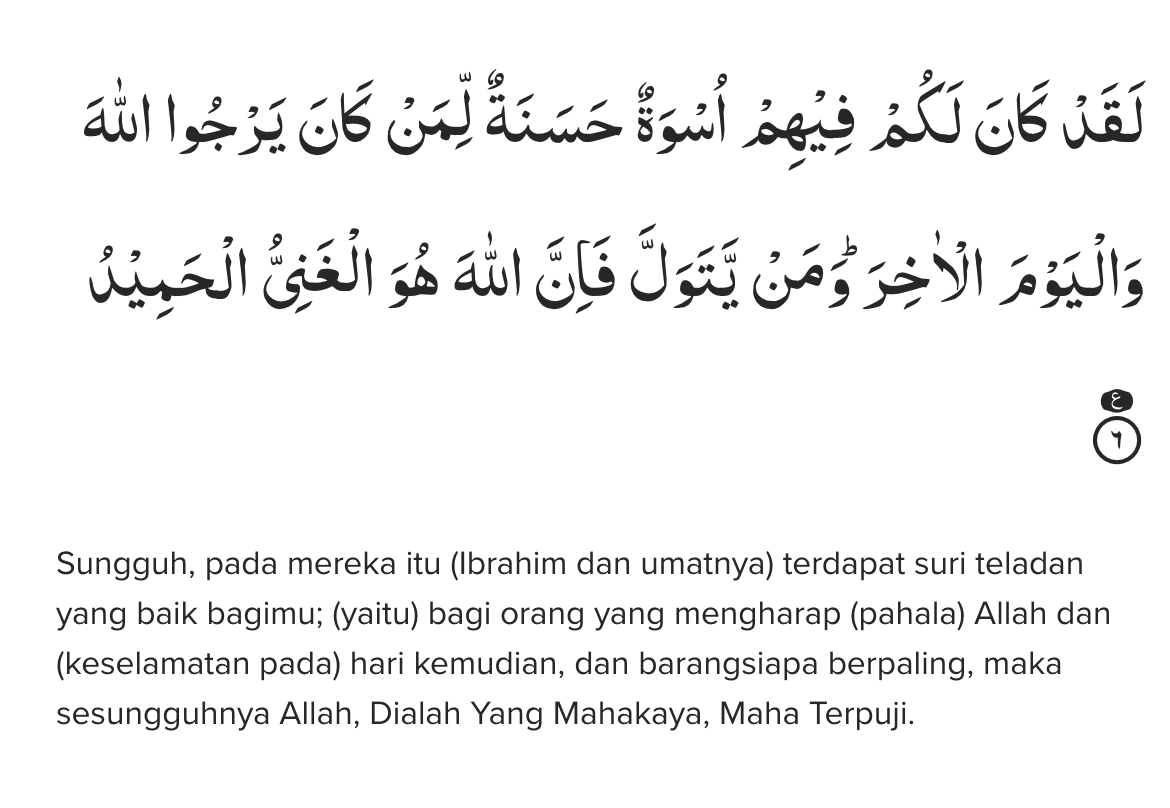 لَقَدْ كَانَ لَكُمْ فِيْهِمْ اُسْوَةٌ حَسَنَةٌ لِّمَنْ كَانَ يَرْجُوا اللّٰهَ
وَالْيَوْمَ الْاٰخِرَ ۗوَمَنْ يَّتَوَلَّ فَاِنَّ اللّٰهَ هُوَ الْغَنِيُّ الْحَمِيْدُ
ع
٦
Sungguh, pada mereka itu (Ibrahim dan umatnya) terdapat suri teladan
yang baik bagimu; (yaitu) bagi orang yang mengharap (pahala) Allah dan
(keselamatan pada) hari kemudian, dan barangsiapa berpaling, maka
sesungguhnya Allah, Dialah Yang Mahakaya, Maha Terpuji.